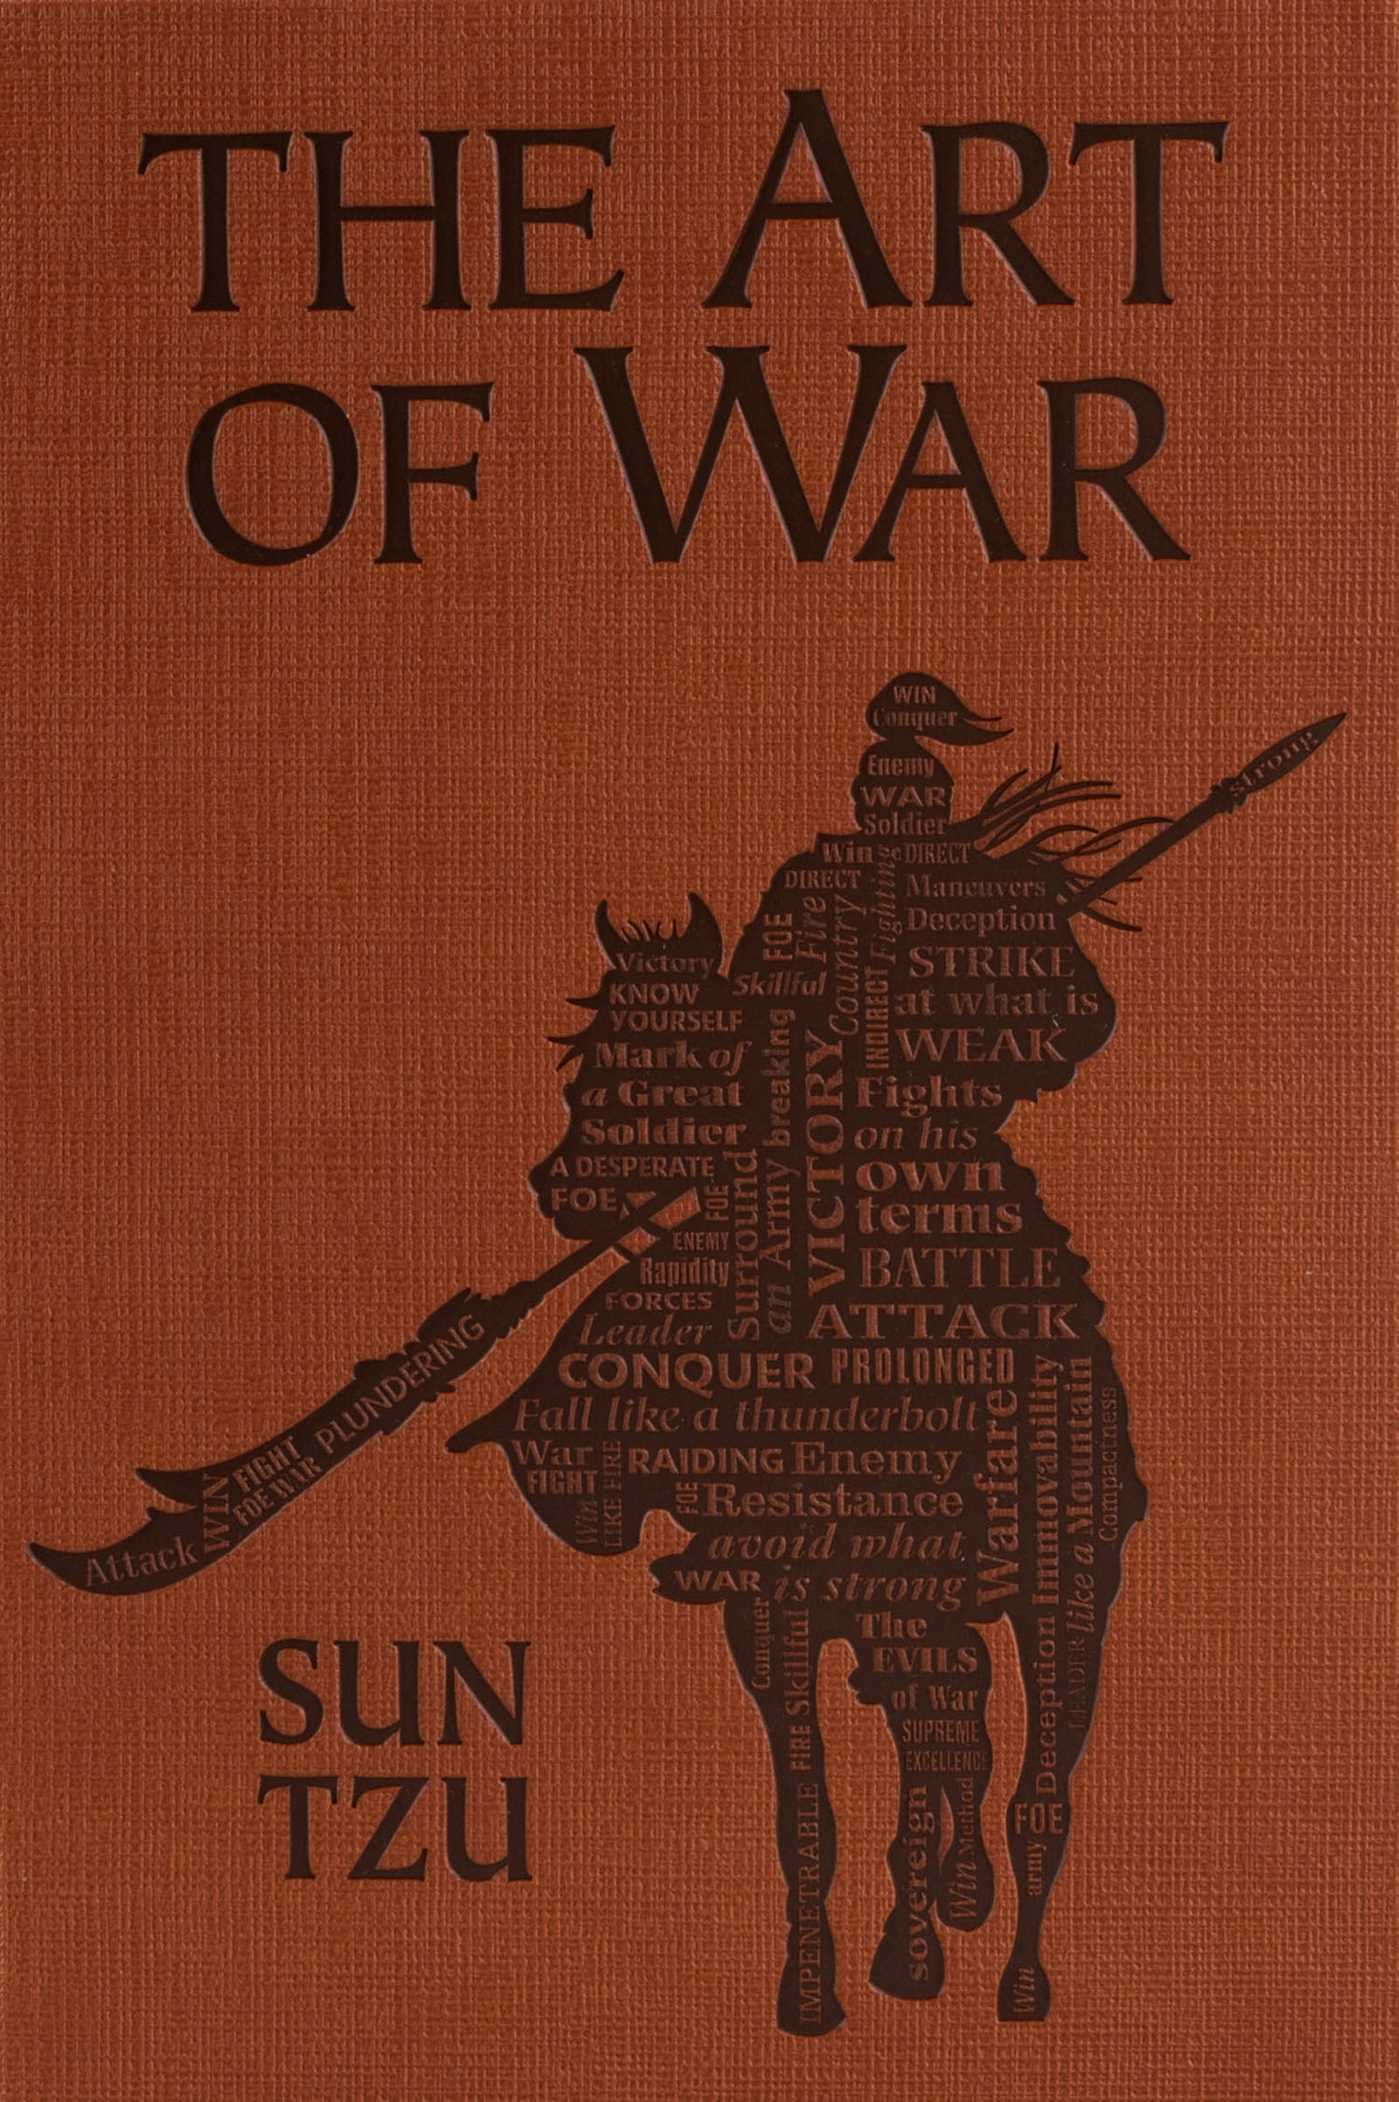 THE ART
OF WAR
WIN
Conquer
Enemy
WAR
Soldier
Win
DIRECT
DIRECT
Fighting
Maneuvers
FOE
Fire
Country
Deception
Victory
Skillful
INDIRECT
STRIKE
at what is
WEAK
KNOW
YOURSELF
Mark of
a Great
Soldier
A DESPERATE
FOE
FOE
Surround
an Army
breaking
VICTORY
Fights
on his
own
terms
BATTLE
ATTACK
ENEMY
Rapidity
FORCES
Leader
CONQUER
PROLONGED
Fall like a thunderbolt
War
FIGHT
Win
LIKE FIRE
RAIDING
Enemy
FOE
Resistance
avoid what
WAR
is strong
Warfare
Immovability
like a Mountain
Compactness
strong
PLUNDERING
FIGHT
FOE WAR
WIN
Attack
Conquer
Skillful
FIRE
IMPENETRABLE
The
EVILS
of War
SUPREME
EXCELLENCE
sovereign
Method
Win
Deception
LEADER
FOE
army
Win
SUN
TZU